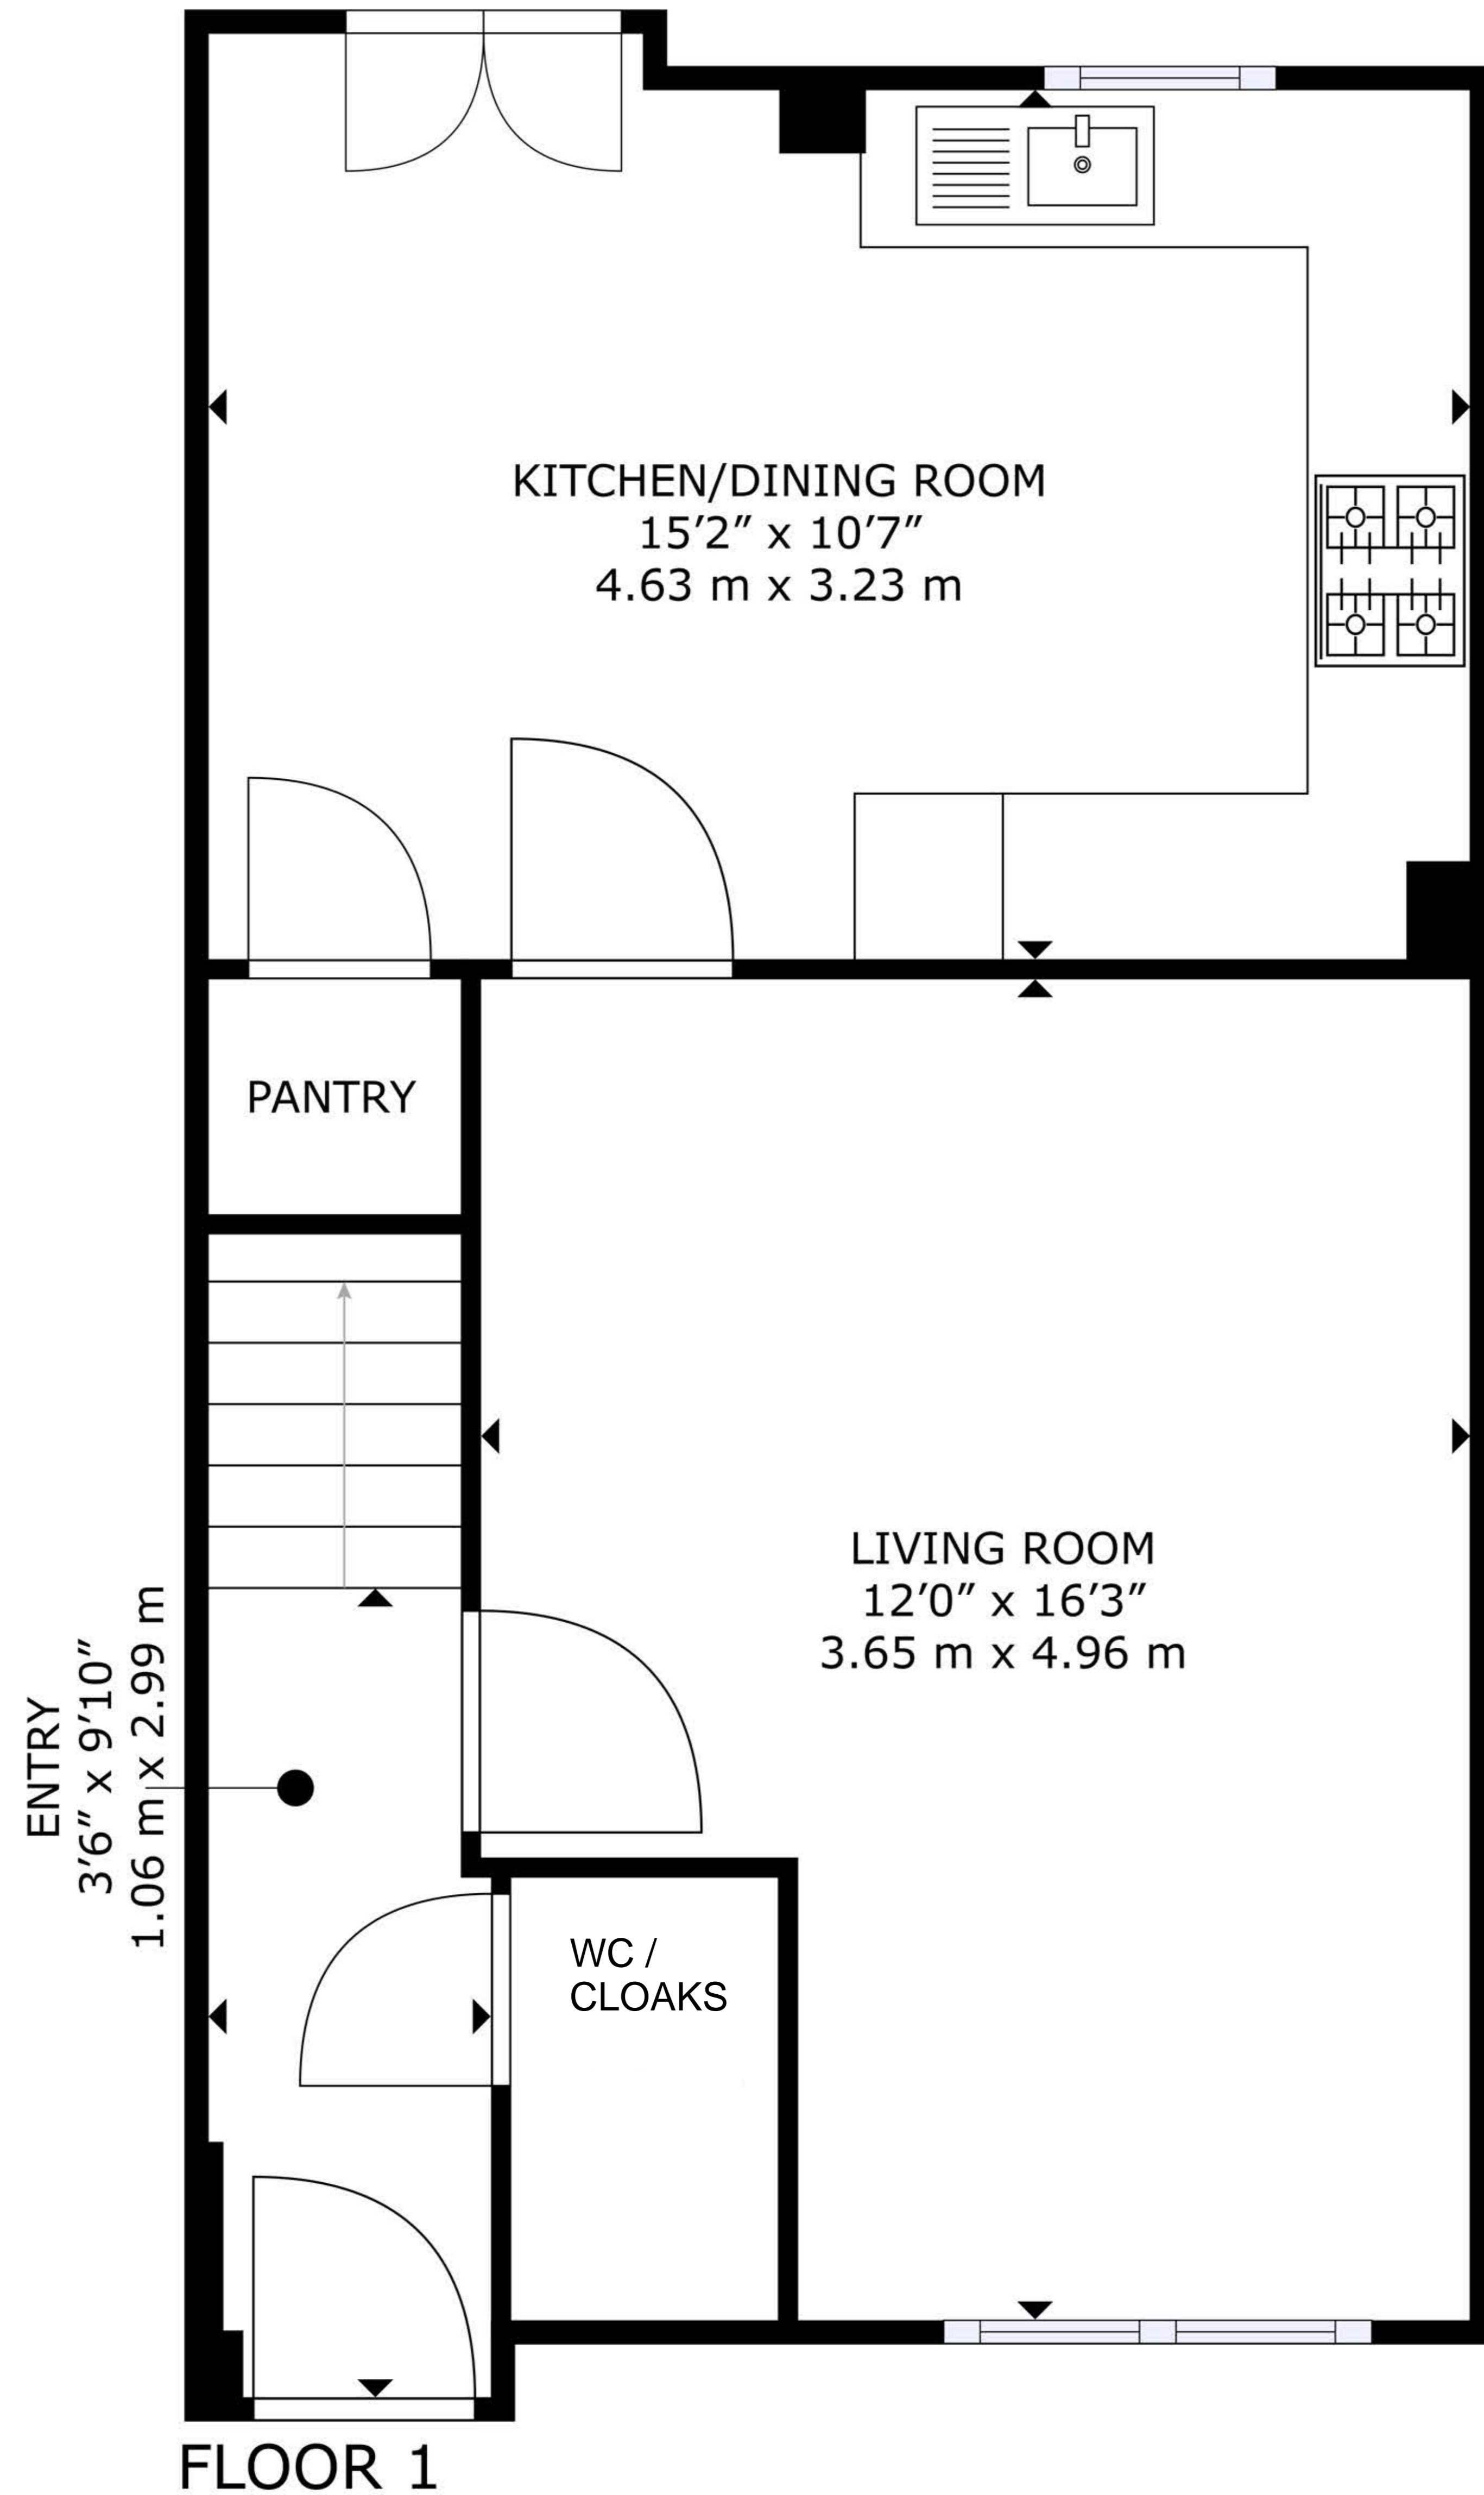 KITCHEN/DINING ROOM
15′2″ x 10′7″
4.63 m x 3.23 m
PANTRY
LIVING ROOM
12′0″ x 16′3″
3.65 m x 4.96 m
ENTRY
3′6″ x 9′10″
1.06 m x 2.99 m
WC /
CLOAKS
FLOOR 1